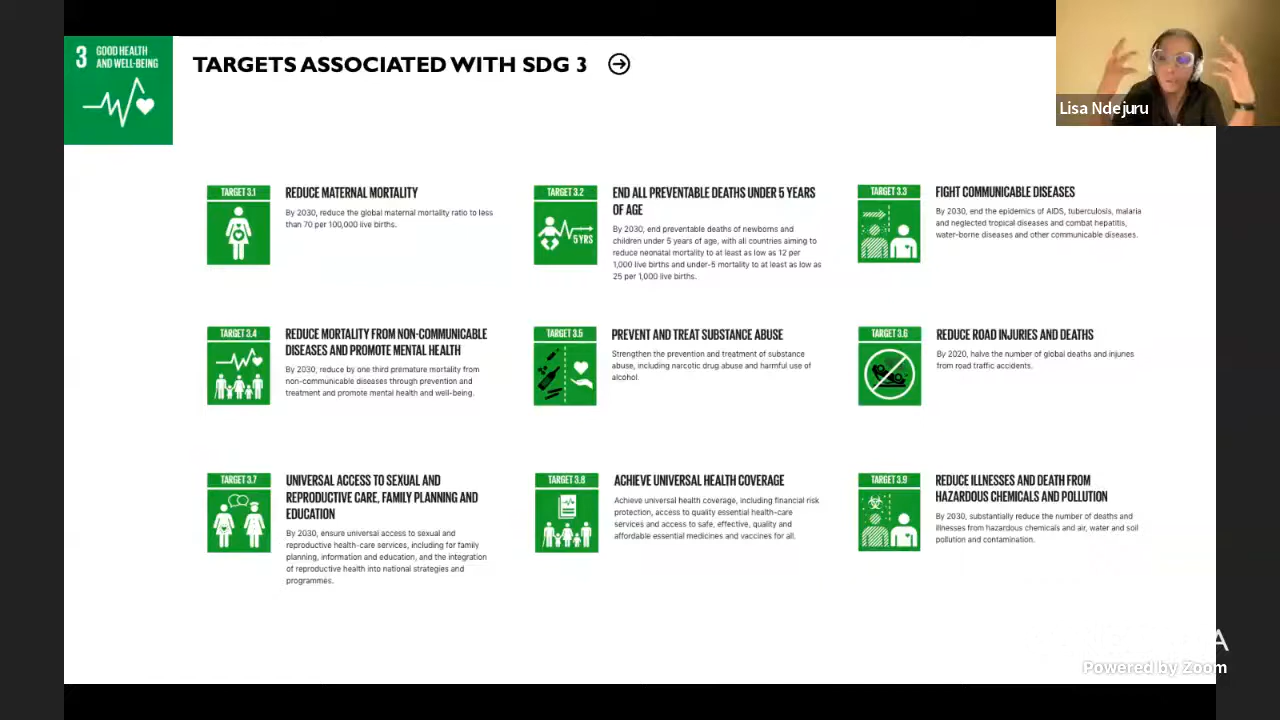 3 GOOD HEALTH
AND WELL-BEING
TARGETS ASSOCIATED WITH SDG 3
Lisa Ndejuru
TARGET 3.1
REDUCE MATERNAL MORTALITY
By 2030, reduce the global maternal mortality ratio to less
than 70 per 100,000 live births.
TARGET 3.2
5 YRS
END ALL PREVENTABLE DEATHS UNDER 5 YEARS
OF AGE
By 2030, end preventable deaths of newborns and
children under 5 years of age, with all countries aiming to
reduce neonatal mortality to at least as low as 12 per
1,000 live births and under-5 mortality to at least as low as
25 per 1,000 live births.
TARGET 3.3
FIGHT COMMUNICABLE DISEASES
By 2030, end the epidemics of AIDS, tuberculosis, malaria
and neglected tropical diseases and combat hepatitis,
water-borne diseases and other communicable diseases.
TARGET 3.4
REDUCE MORTALITY FROM NON-COMMUNICABLE
DISEASES AND PROMOTE MENTAL HEALTH
By 2030, reduce by one third premature mortality from
non-communicable diseases through prevention and
treatment and promote mental health and well-being.
TARGET 3.5
PREVENT AND TREAT SUBSTANCE ABUSE
Strengthen the prevention and treatment of substance
abuse, including narcotic drug abuse and harmful use of
alcohol.
TARGET 3.6
REDUCE ROAD INJURIES AND DEATHS
By 2020, halve the number of global deaths and injuries
from road traffic accidents.
TARGET 3.7
UNIVERSAL ACCESS TO SEXUAL AND
REPRODUCTIVE CARE, FAMILY PLANNING AND
EDUCATION
By 2030, ensure universal access to sexual and
reproductive health-care services, including for family
planning, information and education, and the integration
of reproductive health into national strategies and
programmes.
TARGET 3.8
ACHIEVE UNIVERSAL HEALTH COVERAGE
Achieve universal health coverage, including financial risk
protection, access to quality essential health-care
services and access to safe, effective, quality and
affordable essential medicines and vaccines for all.
TARGET 3.9
REDUCE ILLNESSES AND DEATH FROM
HAZARDOUS CHEMICALS AND POLLUTION
By 2030, substantially reduce the number of deaths and
illnesses from hazardous chemicals and air, water and soil
pollution and contamination.
Powered by Zoom